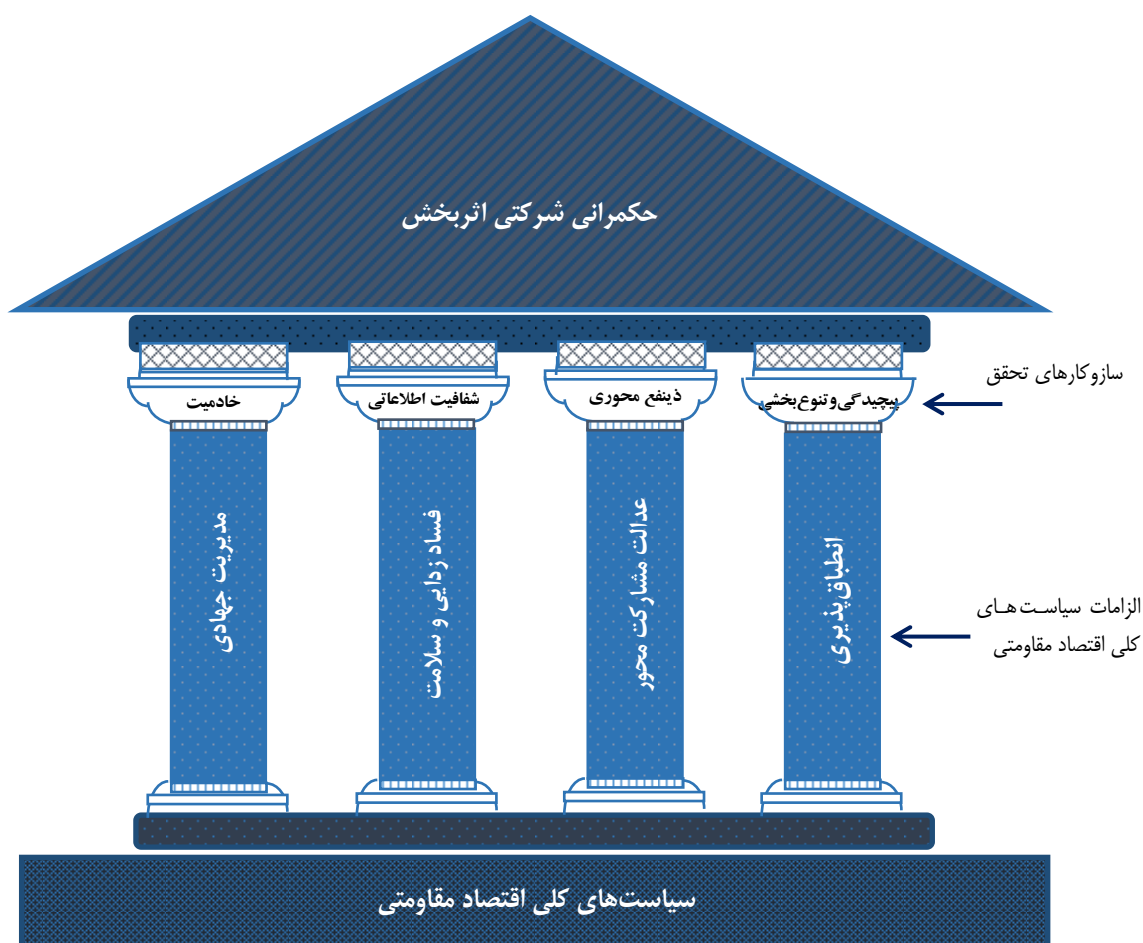 حکمرانی شرکتی اثربخش
سازوکارهای تحقق
پیچیدگی و تنوع‌بخشی
ذینفع محوری
شفافیت اطلاعاتی
خادمیت
انطباق‌پذیری
عدالت مشارکت محور
فساد زدایی و سلامت
مدیریت جهادی
الزامات سیاست‌های
کلی اقتصاد مقاومتی
سیاست‌های کلی اقتصاد مقاومتی